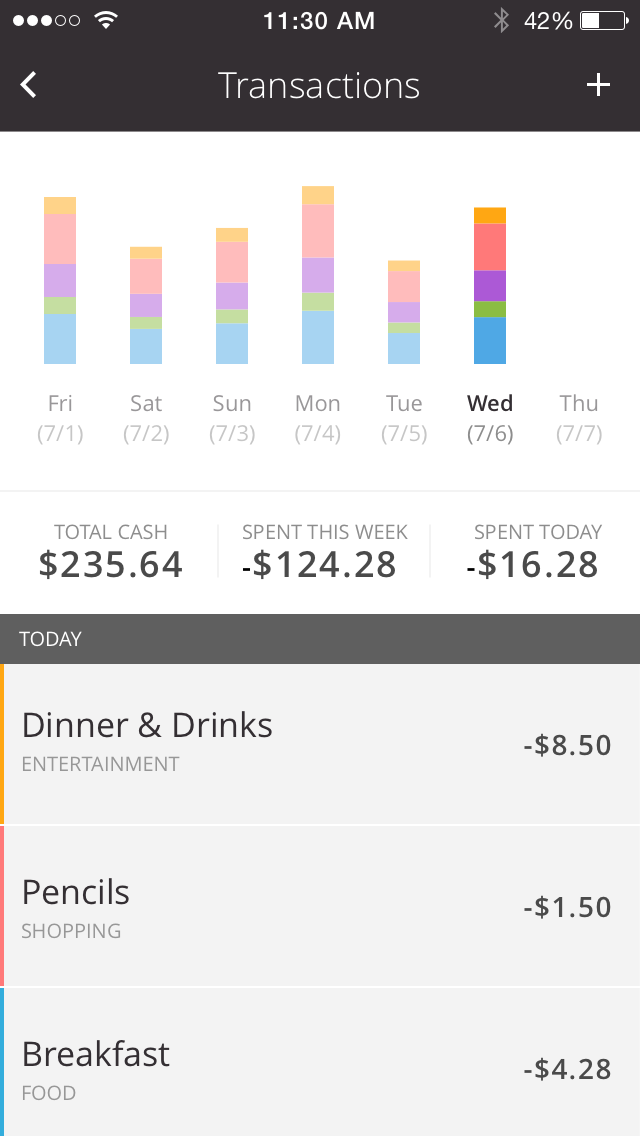 11:30 AM 42%
Transactions
Fri Sat Sun Mon Tue Wed Thu
(7/1) (7/2) (7/3) (7/4) (7/5) (7/6) (7/7)
TOTAL CASH SPENT THIS WEEK SPENT TODAY
$235.64 -$124.28 -$16.28
TODAY
Dinner & Drinks
ENTERTAINMENT
-$8.50
Pencils
SHOPPING
-$1.50
Breakfast
FOOD
-$4.28